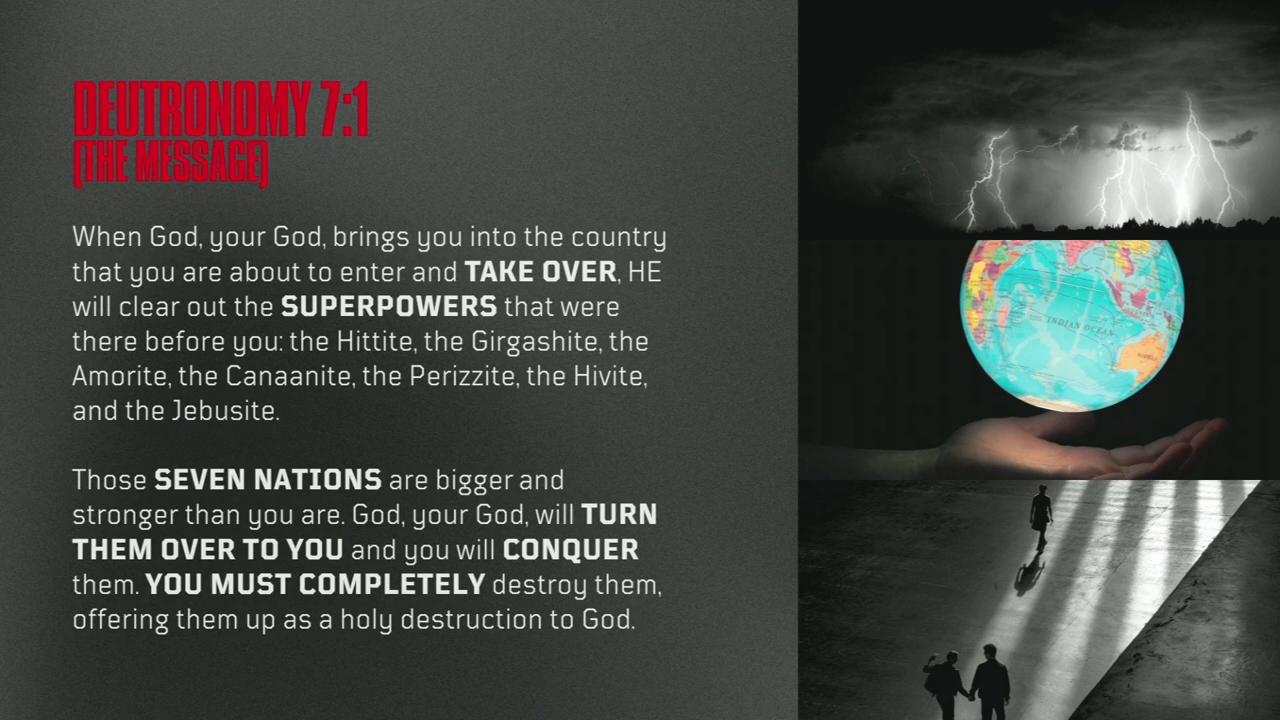 DEUTRONOMY 7:1
(THE MESSAGE)
When God, your God, brings you into the country
that you are about to enter and TAKE OVER, HE
will clear out the SUPERPOWERS that were
there before you: the Hittite, the Girgashite, the
Amorite, the Canaanite, the Perizzite, the Hivite,
and the Jebusite.
Those SEVEN NATIONS are bigger and
stronger than you are. God, your God, will TURN
THEM OVER TO YOU and you will CONQUER
them. YOU MUST COMPLETELY destroy them,
offering them up as a holy destruction to God.
INDIAN OCEAN